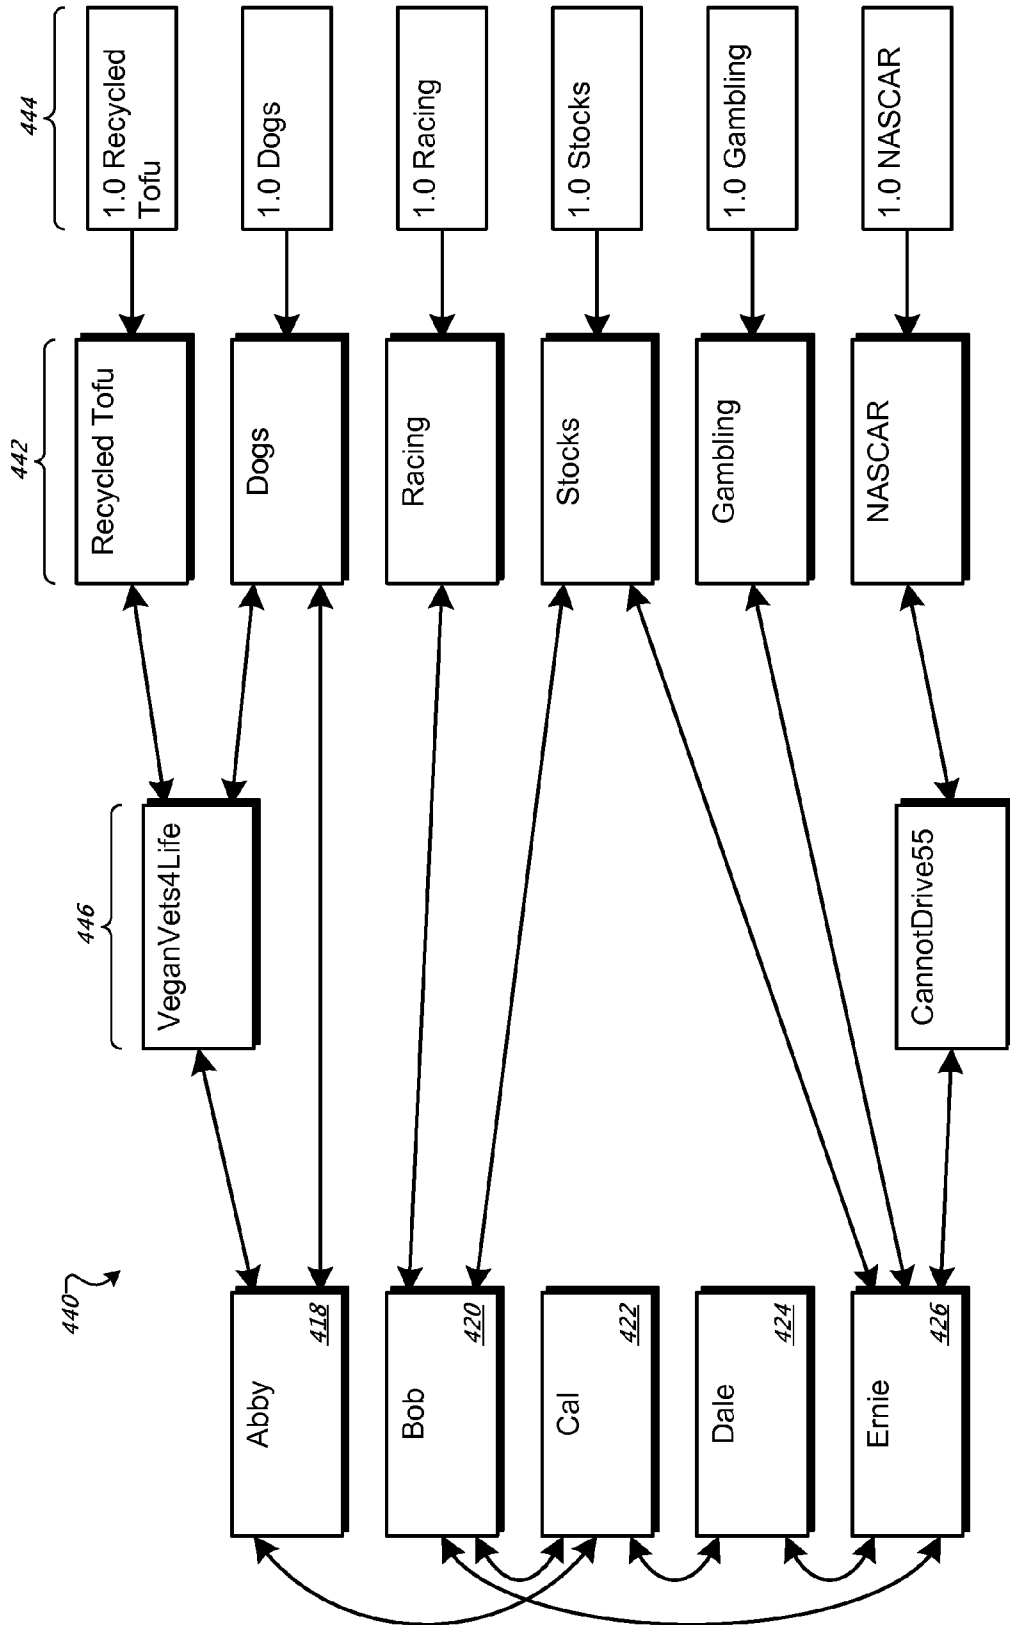 440
418
Abby
420
Bob
422
Cal
424
Dale
426
Ernie
446
VeganVets4Life
CannotDrive55
442
Recycled Tofu
Dogs
Racing
Stocks
Gambling
NASCAR
444
1.0 Recycled
Tofu
1.0 Dogs
1.0 Racing
1.0 Stocks
1.0 Gambling
1.0 NASCAR